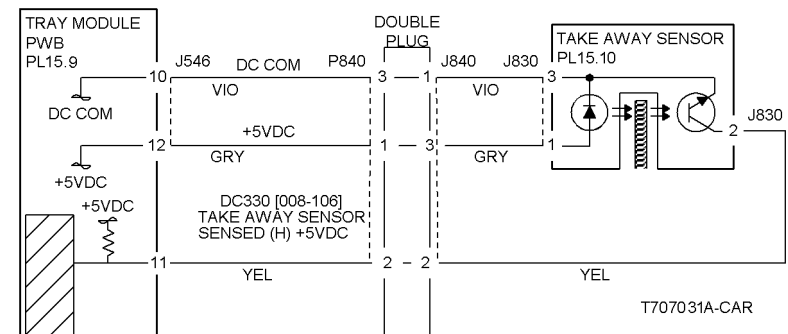 TRAY MODULE
PWB
PL15.9
DOUBLE
PLUG
TAKE AWAY SENSOR
PL15.10
10 J546 DC COM P840 3 – 1 J840 J830 3
VIO VIO
DC COM
J830
2
12 +5VDC 1 – 3 1
GRY GRY
+5VDC
+5VDC
DC330 [008-106]
TAKE AWAY SENSOR
SENSED (H) +5VDC
11 2 – 2
YEL YEL
T707031A-CAR